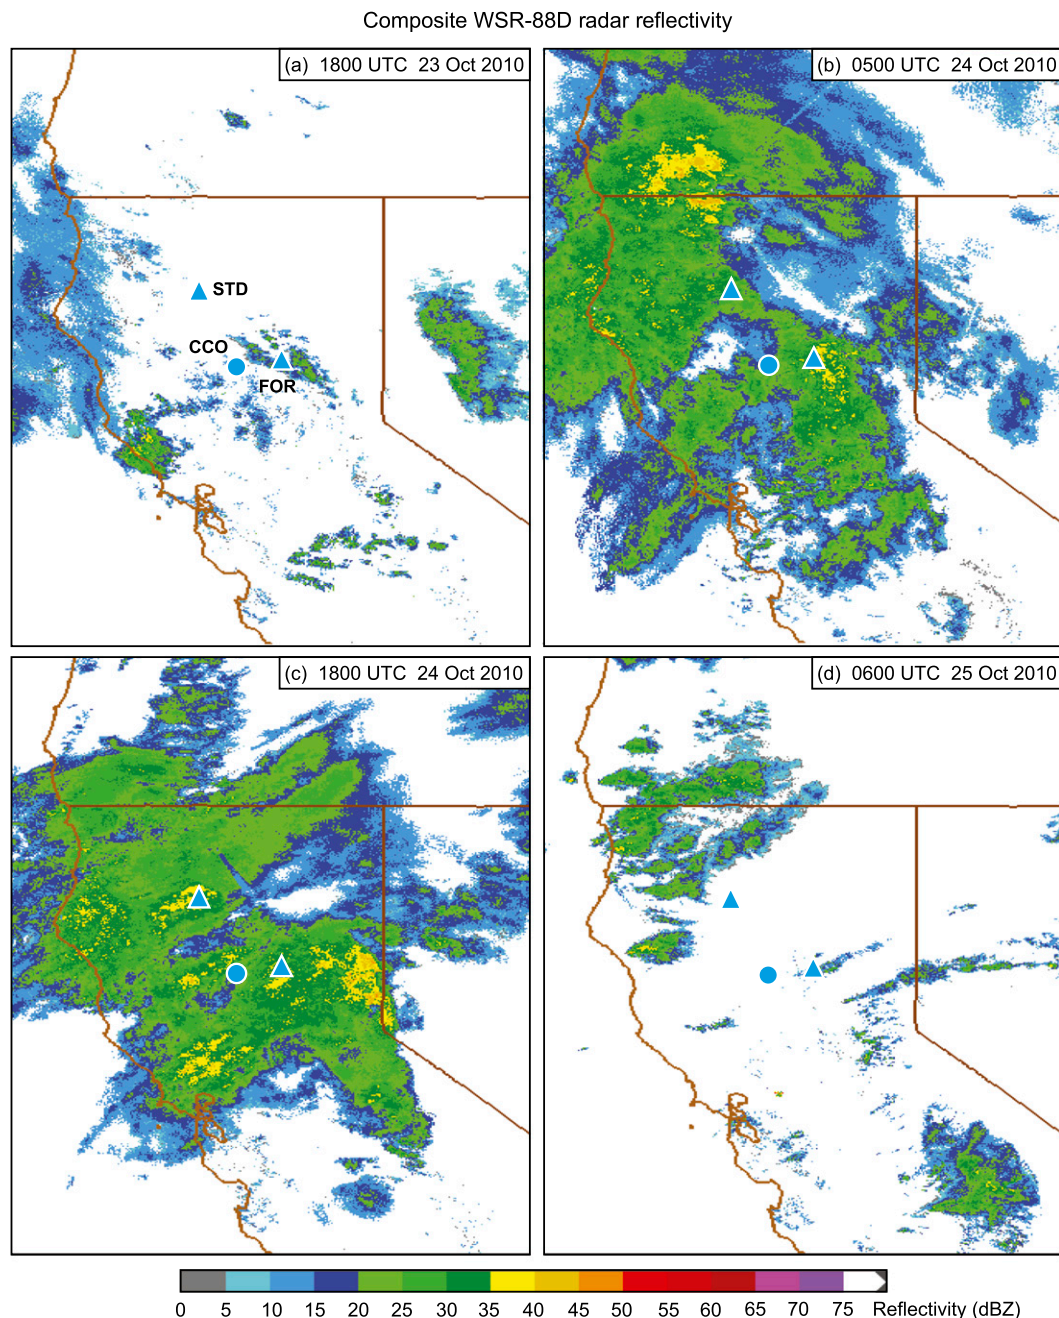 Composite WSR-88D radar reflectivity
(a) 1800 UTC 23 Oct 2010
(b) 0500 UTC 24 Oct 2010
STD
CCO
FOR
(c) 1800 UTC 24 Oct 2010
(d) 0600 UTC 25 Oct 2010
0 5 10 15 20 25 30 35 40 45 50 55 60 65 70 75 Reflectivity (dBZ)